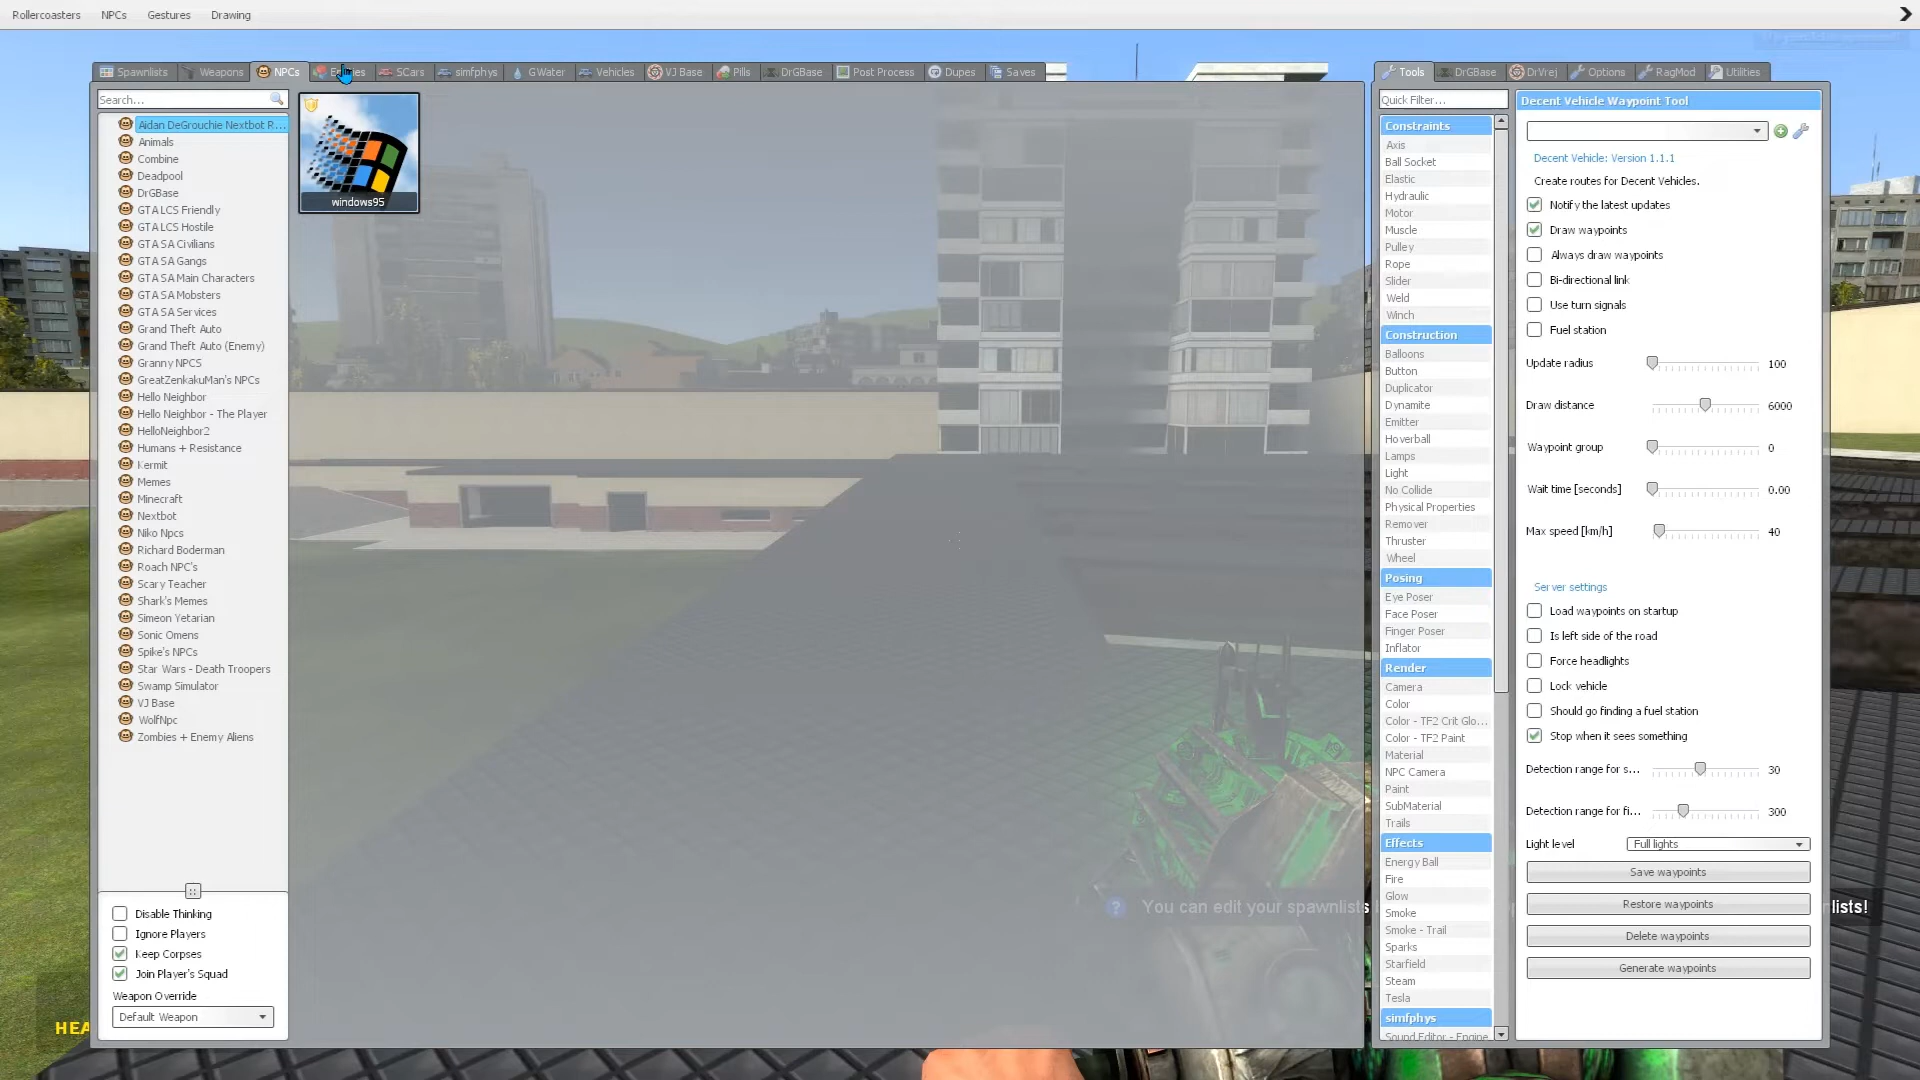 Rollercoasters NPCs Gestures Drawing
Spawnlists Weapons NPCs SCars simfphys GWater Vehicles VJ Base Pills DrGBase Post Process Dupes Saves
Search...
Aidan DeGrouchie Nextbot R...
Animals
Combine
Deadpool
DrGBase
GTA LCS Friendly
GTA LCS Hostile
GTA SA Civilians
GTA SA Gangs
GTA SA Main Characters
GTA SA Mobsters
GTA SA Services
Grand Theft Auto
Grand Theft Auto (Enemy)
Granny NPCS
GreatZenkakuMan's NPCs
Hello Neighbor
Hello Neighbor - The Player
HelloNeighbor2
Humans + Resistance
Kermit
Memes
Minecraft
Nextbot
Niko Npcs
Richard Boderman
Roach NPC's
Scary Teacher
Shark's Memes
Simeon Yetarian
Sonic Omens
Spike's NPCs
Star Wars - Death Troopers
Swamp Simulator
VJ Base
WolfNpc
Zombies + Enemy Aliens
Disable Thinking
Ignore Players
Keep Corpses
Join Player's Squad
Weapon Override
Default Weapon
windows95
HEA
You can edit your spawnlists
lists!
Tools DrGBase DrVrej Options RagMod Utilities
Quick Filter...
Constraints
Axis
Ball Socket
Elastic
Hydraulic
Motor
Muscle
Pulley
Rope
Slider
Weld
Winch
Construction
Balloons
Button
Duplicator
Dynamite
Emitter
Hoverball
Lamps
Light
No Collide
Physical Properties
Remover
Thruster
Wheel
Posing
Eye Poser
Face Poser
Finger Poser
Inflator
Render
Camera
Color
Color - TF2 Crit Glo...
Color - TF2 Paint
Material
NPC Camera
Paint
SubMaterial
Trails
Effects
Energy Ball
Fire
Glow
Smoke
Smoke - Trail
Sparks
Starfield
Steam
Tesla
simfphys
Sound Editor - Engine
Decent Vehicle Waypoint Tool
Decent Vehicle: Version 1.1.1
Create routes for Decent Vehicles.
Notify the latest updates
Draw waypoints
Always draw waypoints
Bi-directional link
Use turn signals
Fuel station
Update radius 100
Draw distance 6000
Waypoint group 0
Wait time [seconds] 0.00
Max speed [km/h] 40
Server settings
Load waypoints on startup
Is left side of the road
Force headlights
Lock vehicle
Should go finding a fuel station
Stop when it sees something
Detection range for s... 30
Detection range for fi... 300
Light level Full lights
Save waypoints
Restore waypoints
Delete waypoints
Generate waypoints